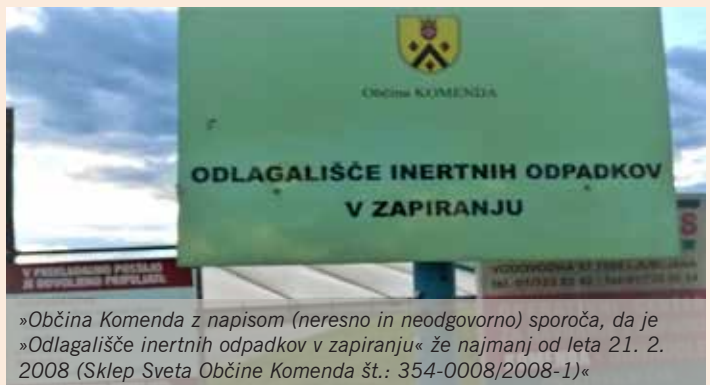 Občina KOMENDA
ODLAGALIŠČE INERTNIH ODPADKOV
V ZAPIRANJU
»Občina Komenda z napisom (neresno in neodgovorno) sporoča, da je
»Odlagališče inertnih odpadkov v zapiranju« že najmanj od leta 21. 2.
2008 (Sklep Sveta Občine Komenda št.: 354-0008/2008-1)«